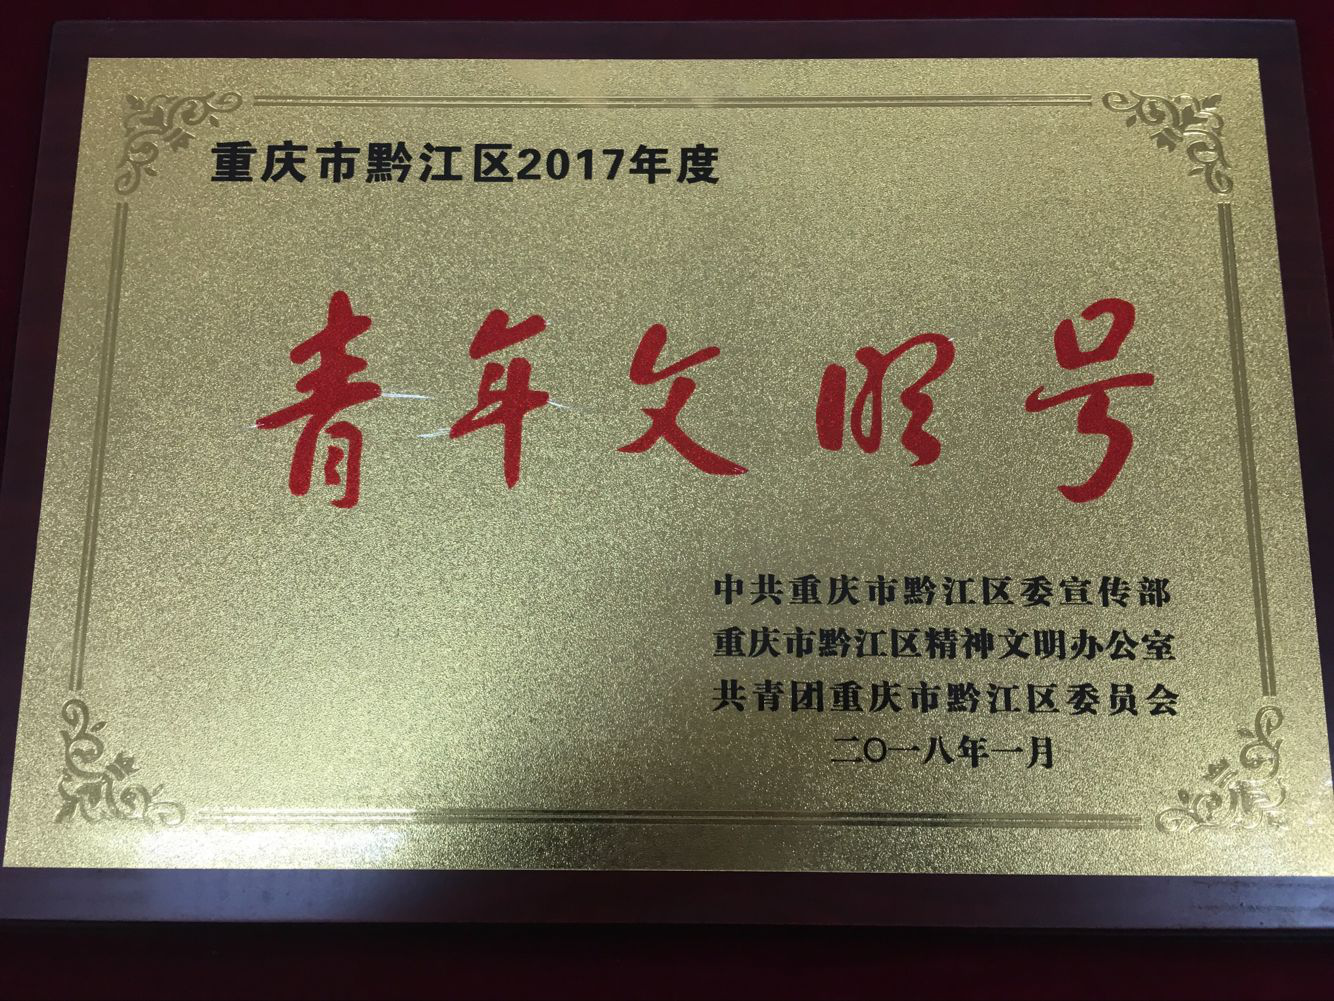 重庆市黔江区2017年度
青年文明号
中共重庆市黔江区委宣传部
重庆市黔江区精神文明办公室
共青团重庆市黔江区委员会
二〇一八年一月